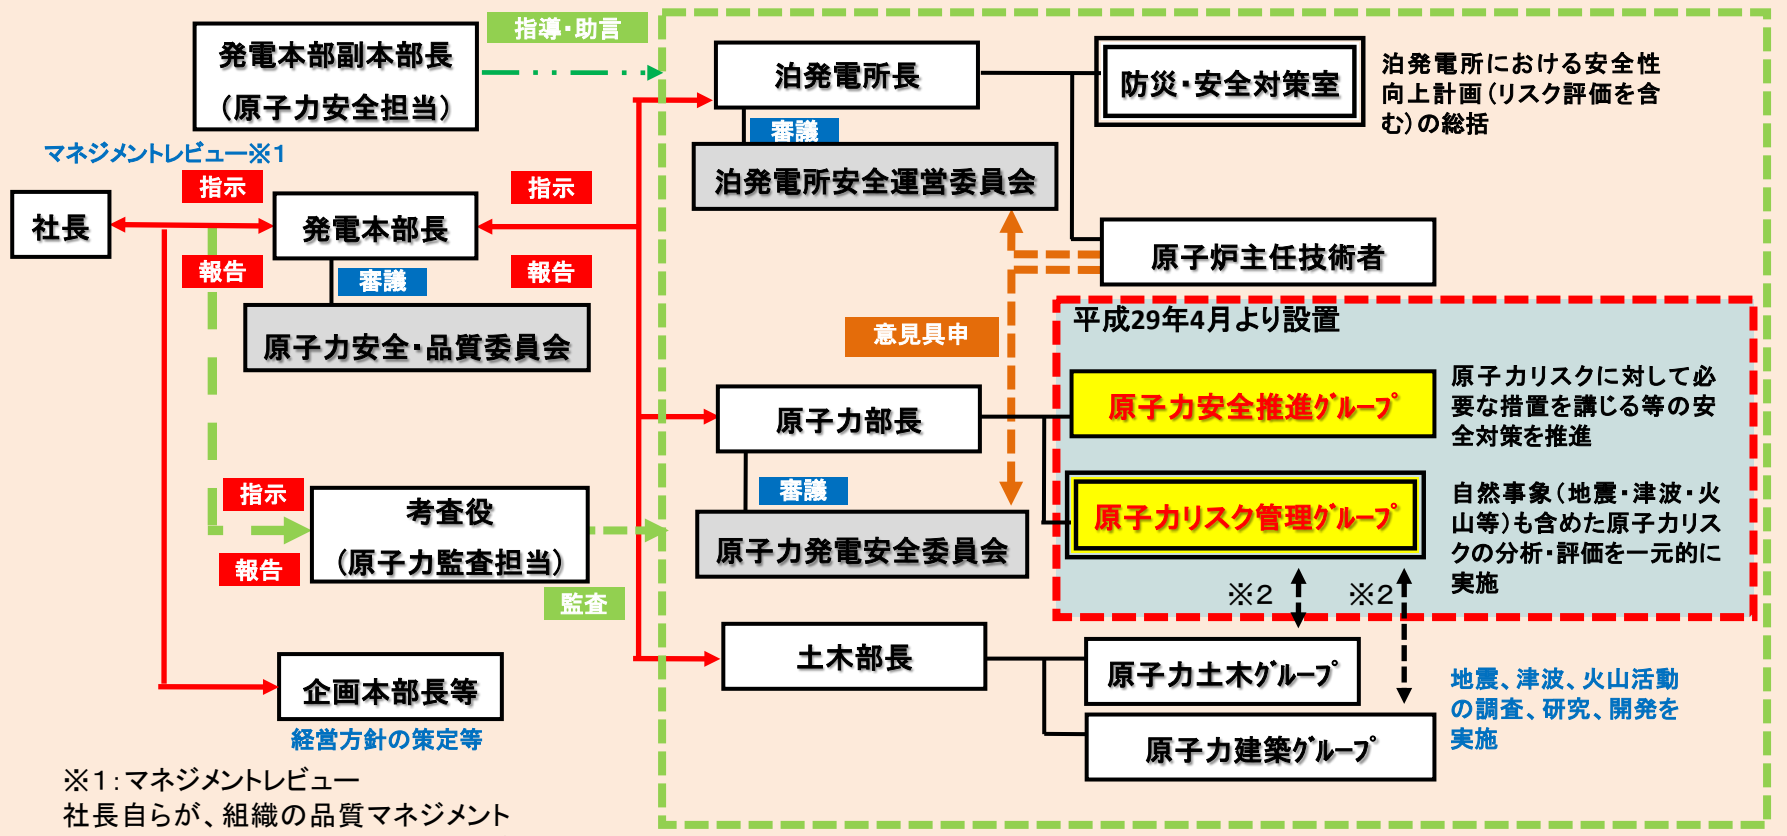 指導・助言
発電本部副本部長
（原子力安全担当）
マネジメントレビュー※1
指示
社長
発電本部長
報告
審議
原子力安全・品質委員会
指示
報告
指示
考査役
（原子力監査担当）
報告
監査
企画本部長等
経営方針の策定等
※１：マネジメントレビュー
社長自らが、組織の品質マネジメント
泊発電所長
審議
泊発電所安全運営委員会
防災・安全対策室
泊発電所における安全性
向上計画（リスク評価を含
む）の総括
原子炉主任技術者
意見具申
平成29年4月より設置
原子力部長
審議
原子力発電安全委員会
原子力安全推進ｸﾞﾙｰﾌﾟ
原子力リスクに対して必
要な措置を講じる等の安
全対策を推進
原子力リスク管理ｸﾞﾙｰﾌﾟ
自然事象（地震・津波・火
山等）も含めた原子力リス
クの分析・評価を一元的に
実施
※２
※２
土木部長
原子力土木ｸﾞﾙｰﾌﾟ
原子力建築ｸﾞﾙｰﾌﾟ
地震、津波、火山活動
の調査、研究、開発を
実施